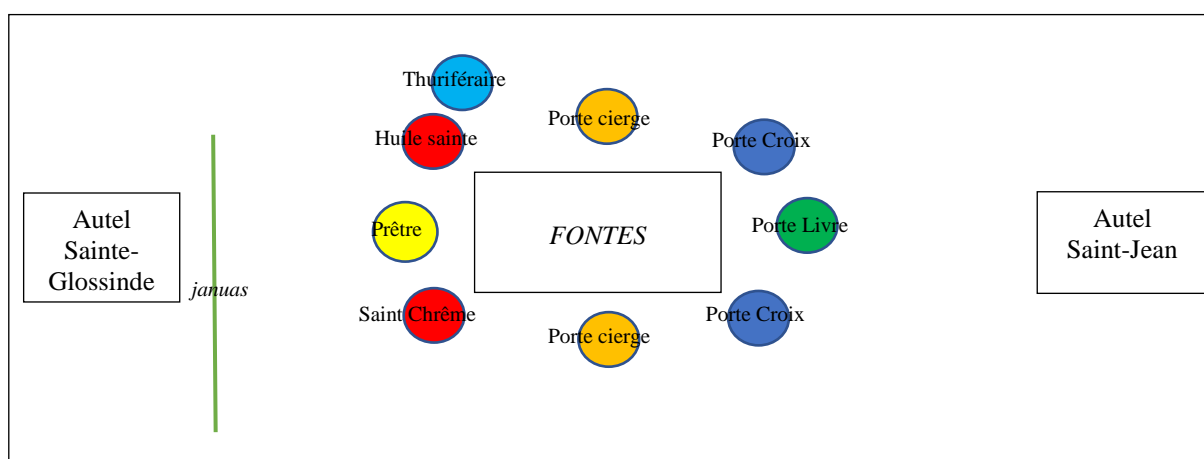 Thuriféraire
Huile sainte
Porte cierge
Porte Croix
Autel
Sainte-
Glossinde
januas
Prêtre
FONTES
Porte Livre
Autel
Saint-Jean
Saint Chrême
Porte cierge
Porte Croix